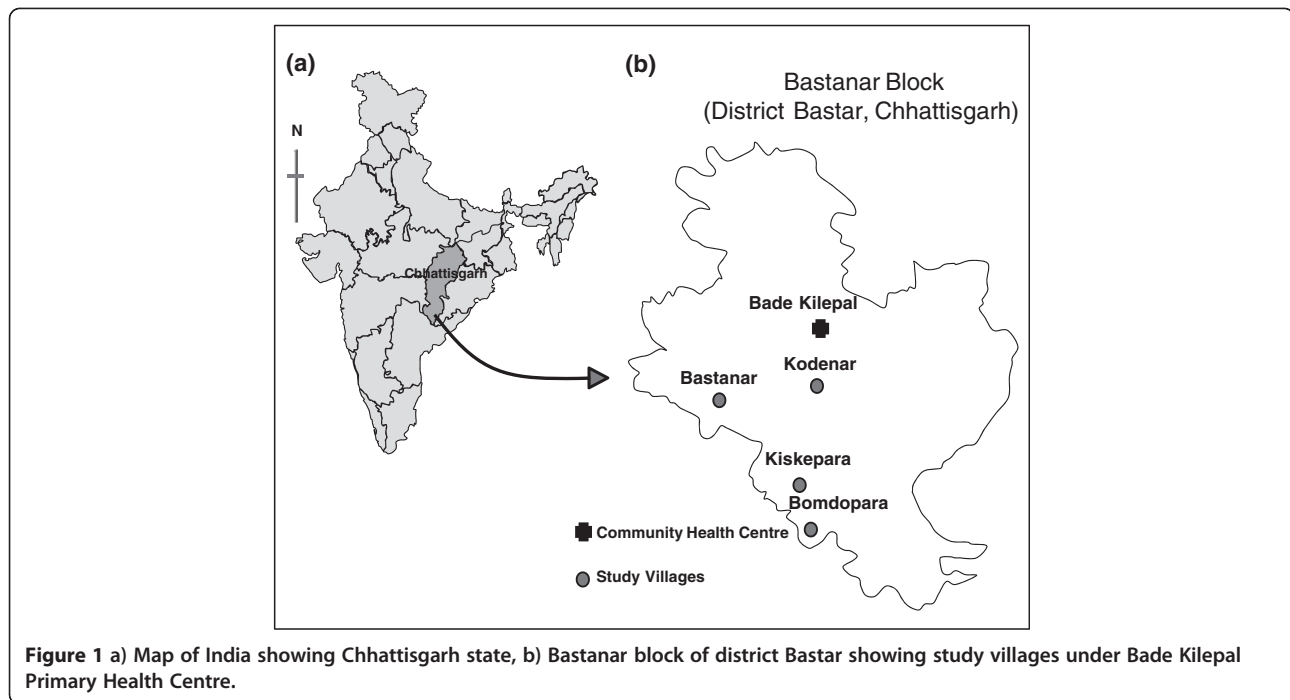 (a)
(b)
Bastanar Block
(District Bastar, Chhattisgarh)
N
Chhattisgarh
Bade Kilepal
Kodenar
Bastanar
Kiskepara
Bomdopara
Community Health Centre
Study Villages
Figure 1 a) Map of India showing Chhattisgarh state, b) Bastanar block of district Bastar showing study villages under Bade Kilepal
Primary Health Centre.